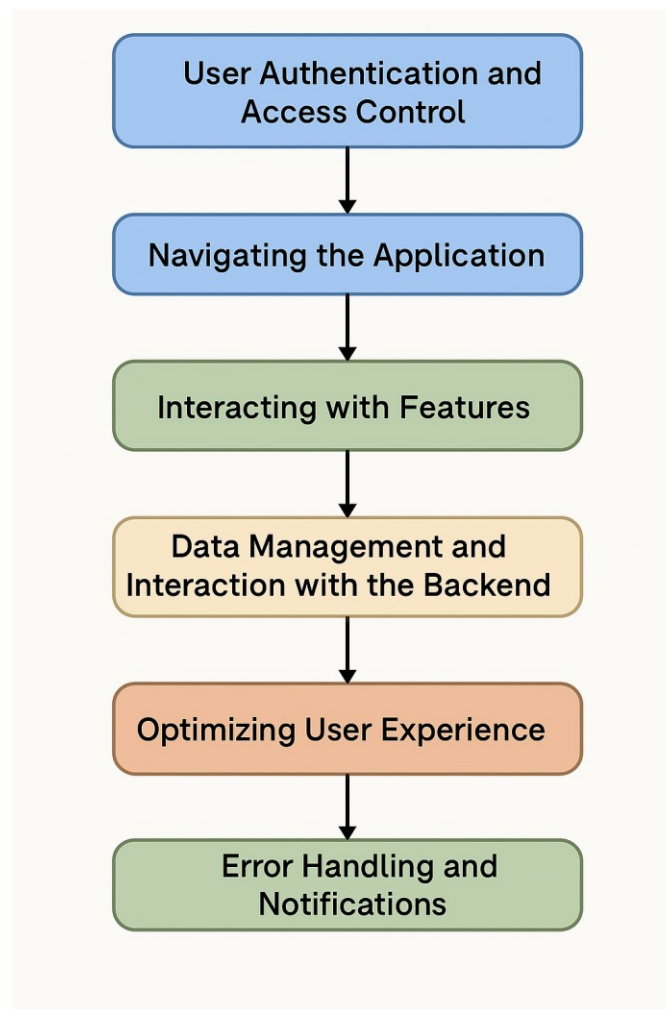 User Authentication and
Access Control
Navigating the Application
Interacting with Features
Data Management and
Interaction with the Backend
Optimizing User Experience
Error Handling and
Notifications